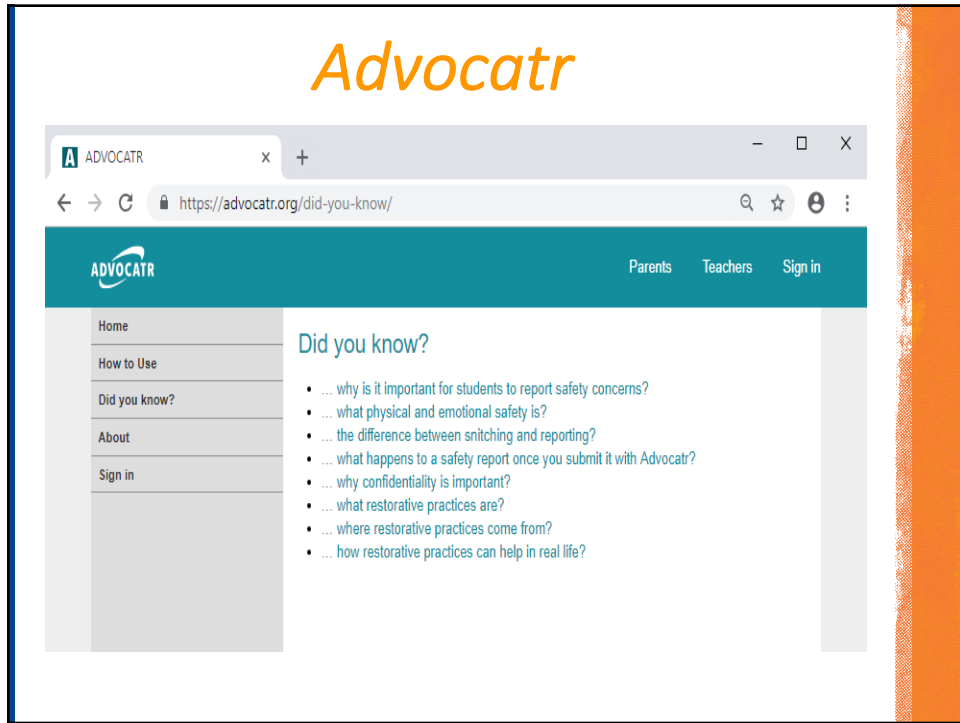 Advocatr
ADVOCATR
https://advocatr.org/did-you-know/
ADVOCATR
Parents Teachers Sign in
Home
How to Use
Did you know?
About
Sign in
Did you know?
... why is it important for students to report safety concerns?
... what physical and emotional safety is?
... the difference between snitching and reporting?
... what happens to a safety report once you submit it with Advocatr?
... why confidentiality is important?
... what restorative practices are?
... where restorative practices come from?
... how restorative practices can help in real life?